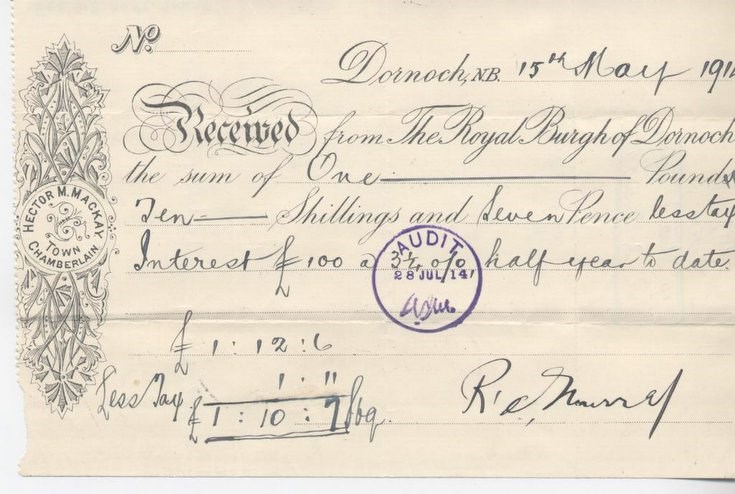 No.
Dornoch, N.B. 15th May 191
Received from The Royal Burgh of Dornoch
the sum of One Pounds
Ten Shillings and Seven Pence less tax
Interest £100 a 3¼ o/o half year to date.
HECTOR M. MACKAY
TOWN
CHAMBERLAIN
AUDIT
28 JUL 14
£ 1 : 12 : 6
1 : 11
Less Tax £ 1 : 10 : 7
R. Murray